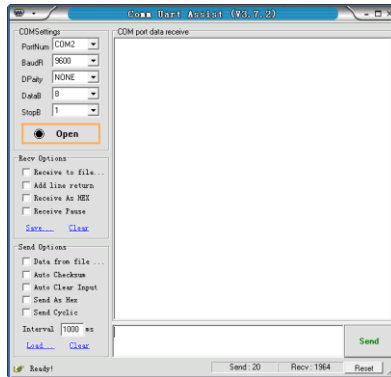 Comm Uart Assist (V3.7.2)
COMSettings
PortNum COM2
BaudR 9600
DPaity NONE
DataB 8
StopB 1
Open
Recv Options
Receive to file...
Add line return
Receive As HEX
Receive Pause
Save... Clear
Send Options
Data from file ...
Auto Checksum
Auto Clear Input
Send As Hex
Send Cyclic
Interval 1000 ms
Load... Clear
COM port data receive
Send
Ready!
Send : 20
Recv : 1964
Reset